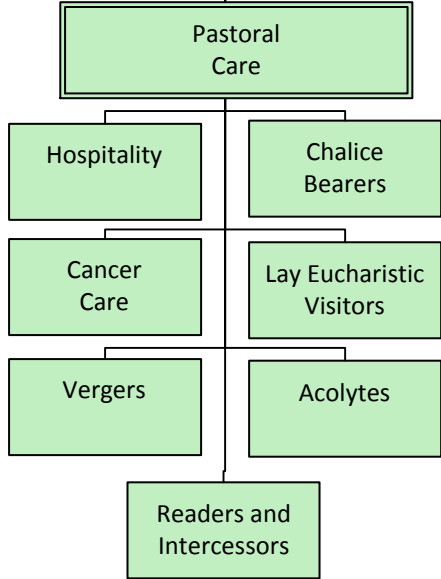 Pastoral
Care
Hospitality
Chalice
Bearers
Cancer
Care
Lay Eucharistic
Visitors
Vergers
Acolytes
Readers and
Intercessors